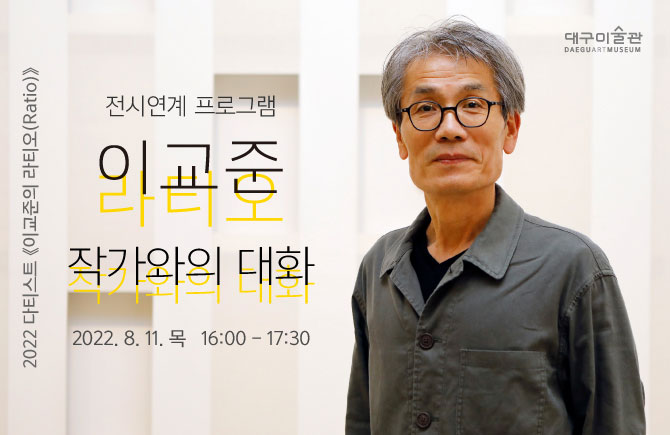 대구미술관
DAEGUARTMUSEUM
2022 다티스트 《이교준의 라티오(Ratio)》
전시연계 프로그램
이교준
라티오
작가와의 대화
작가와의 대화
2022. 8. 11. 목 16:00 – 17:30